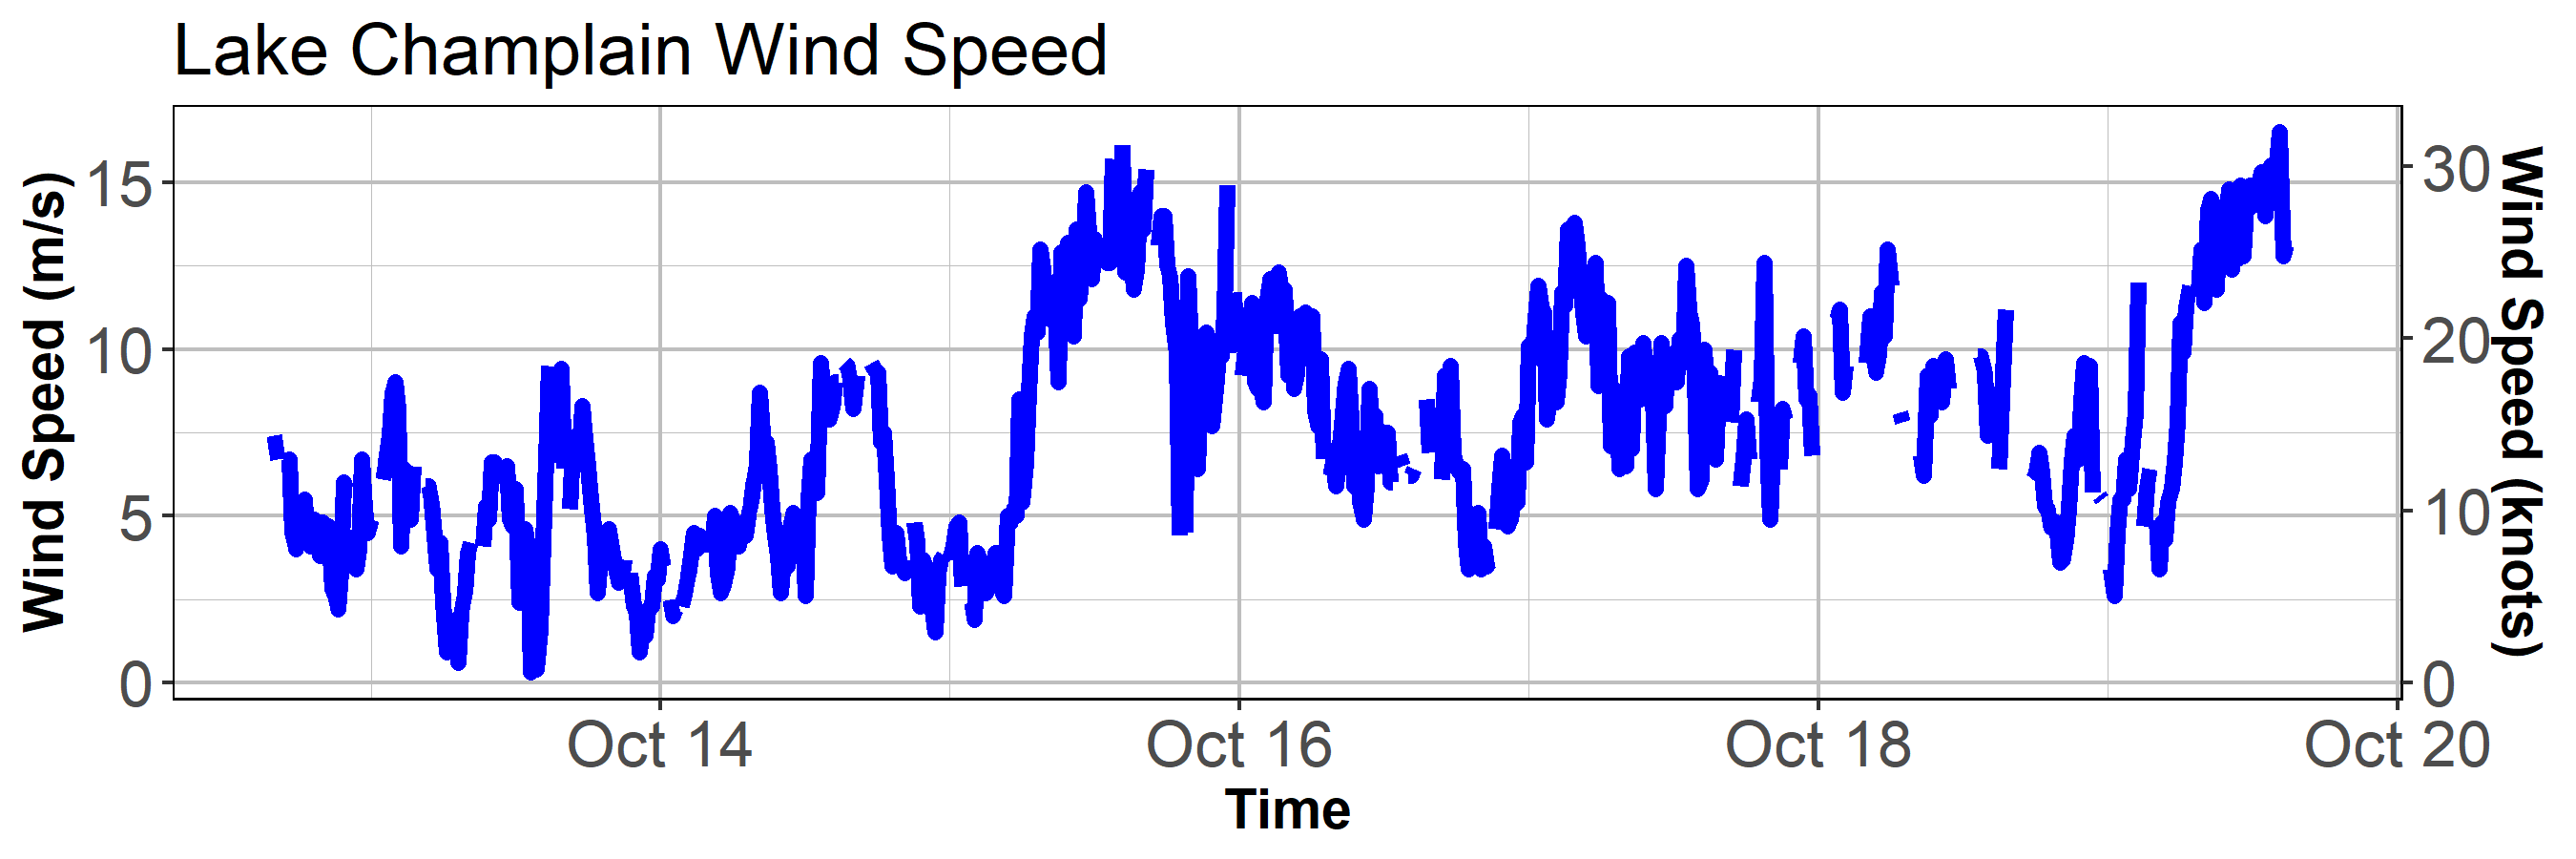 Lake Champlain Wind Speed
Wind Speed (m/s)
15
10
5
0
30
20
10
0
Wind Speed (knots)
Oct 14 Oct 16 Oct 18 Oct 20
Time